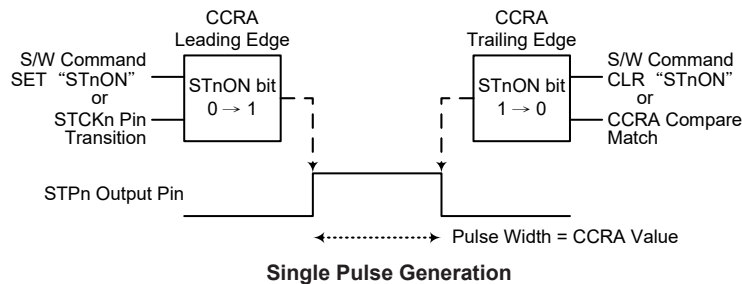 CCRA
Leading Edge
S/W Command
SET “STnON”
or
STCKn Pin
Transition
STnON bit
0 → 1
CCRA
Trailing Edge
STnON bit
1 → 0
S/W Command
CLR “STnON”
or
CCRA Compare
Match
STPn Output Pin
Pulse Width = CCRA Value
Single Pulse Generation